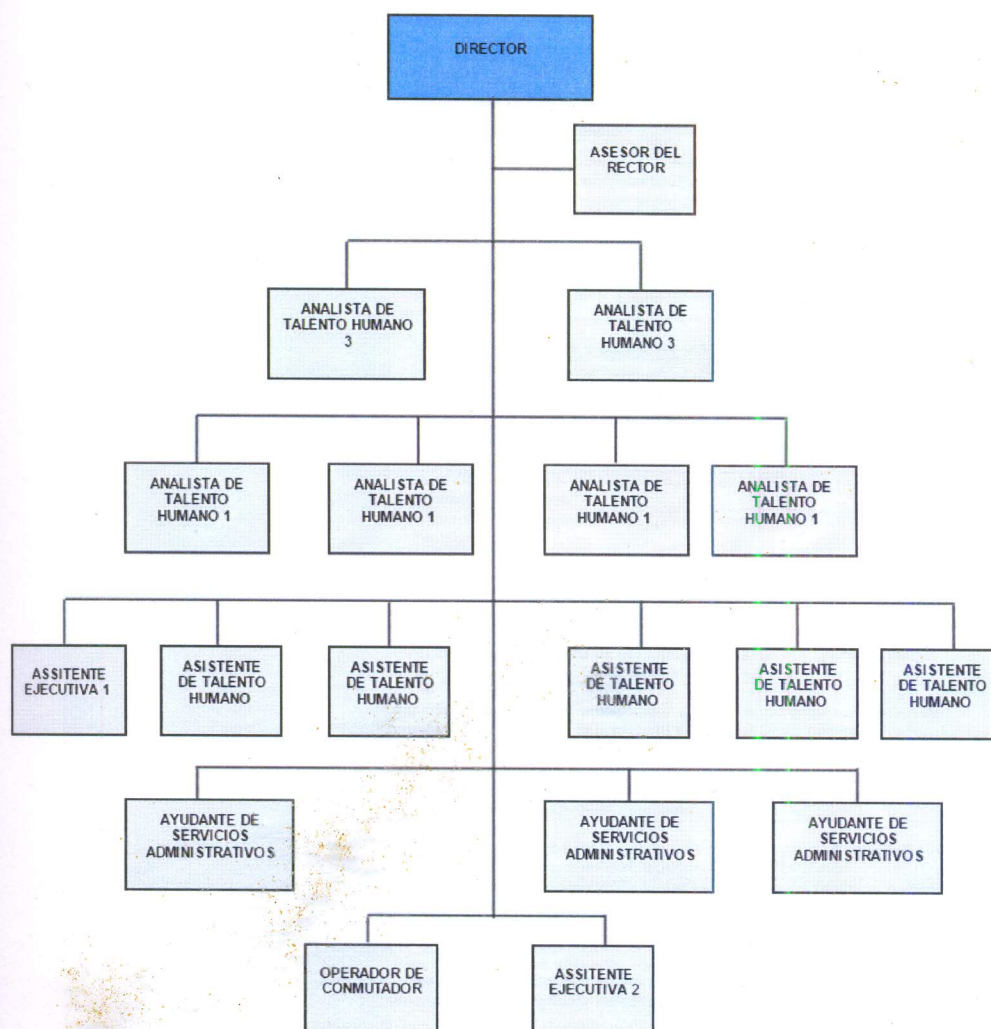 DIRECTOR
ASESOR DEL
RECTOR
ANALISTA DE
TALENTO HUMANO
3
ANALISTA DE
TALENTO
HUMANO 3
ANALISTA DE
TALENTO
HUMANO 1
ANALISTA DE
TALENTO
HUMANO 1
ANALISTA DE
TALENTO
HUMANO 1
ANALISTA DE
TALENTO
HUMANO 1
ASSITENTE
EJECUTIVA 1
ASISTENTE
DE TALENTO
HUMANO
ASISTENTE
DE TALENTO
HUMANO
ASISTENTE
DE TALENTO
HUMANO
ASISTENTE
DE TALENTO
HUMANO
ASISTENTE
DE TALENTO
HUMANO
AYUDANTE DE
SERVICIOS
ADMINISTRATIVOS
AYUDANTE DE
SERVICIOS
ADMINISTRATIVOS
AYUDANTE DE
SERVICIOS
ADMINISTRATIVOS
OPERADOR DE
CONMUTADOR
ASSITENTE
EJECUTIVA 2